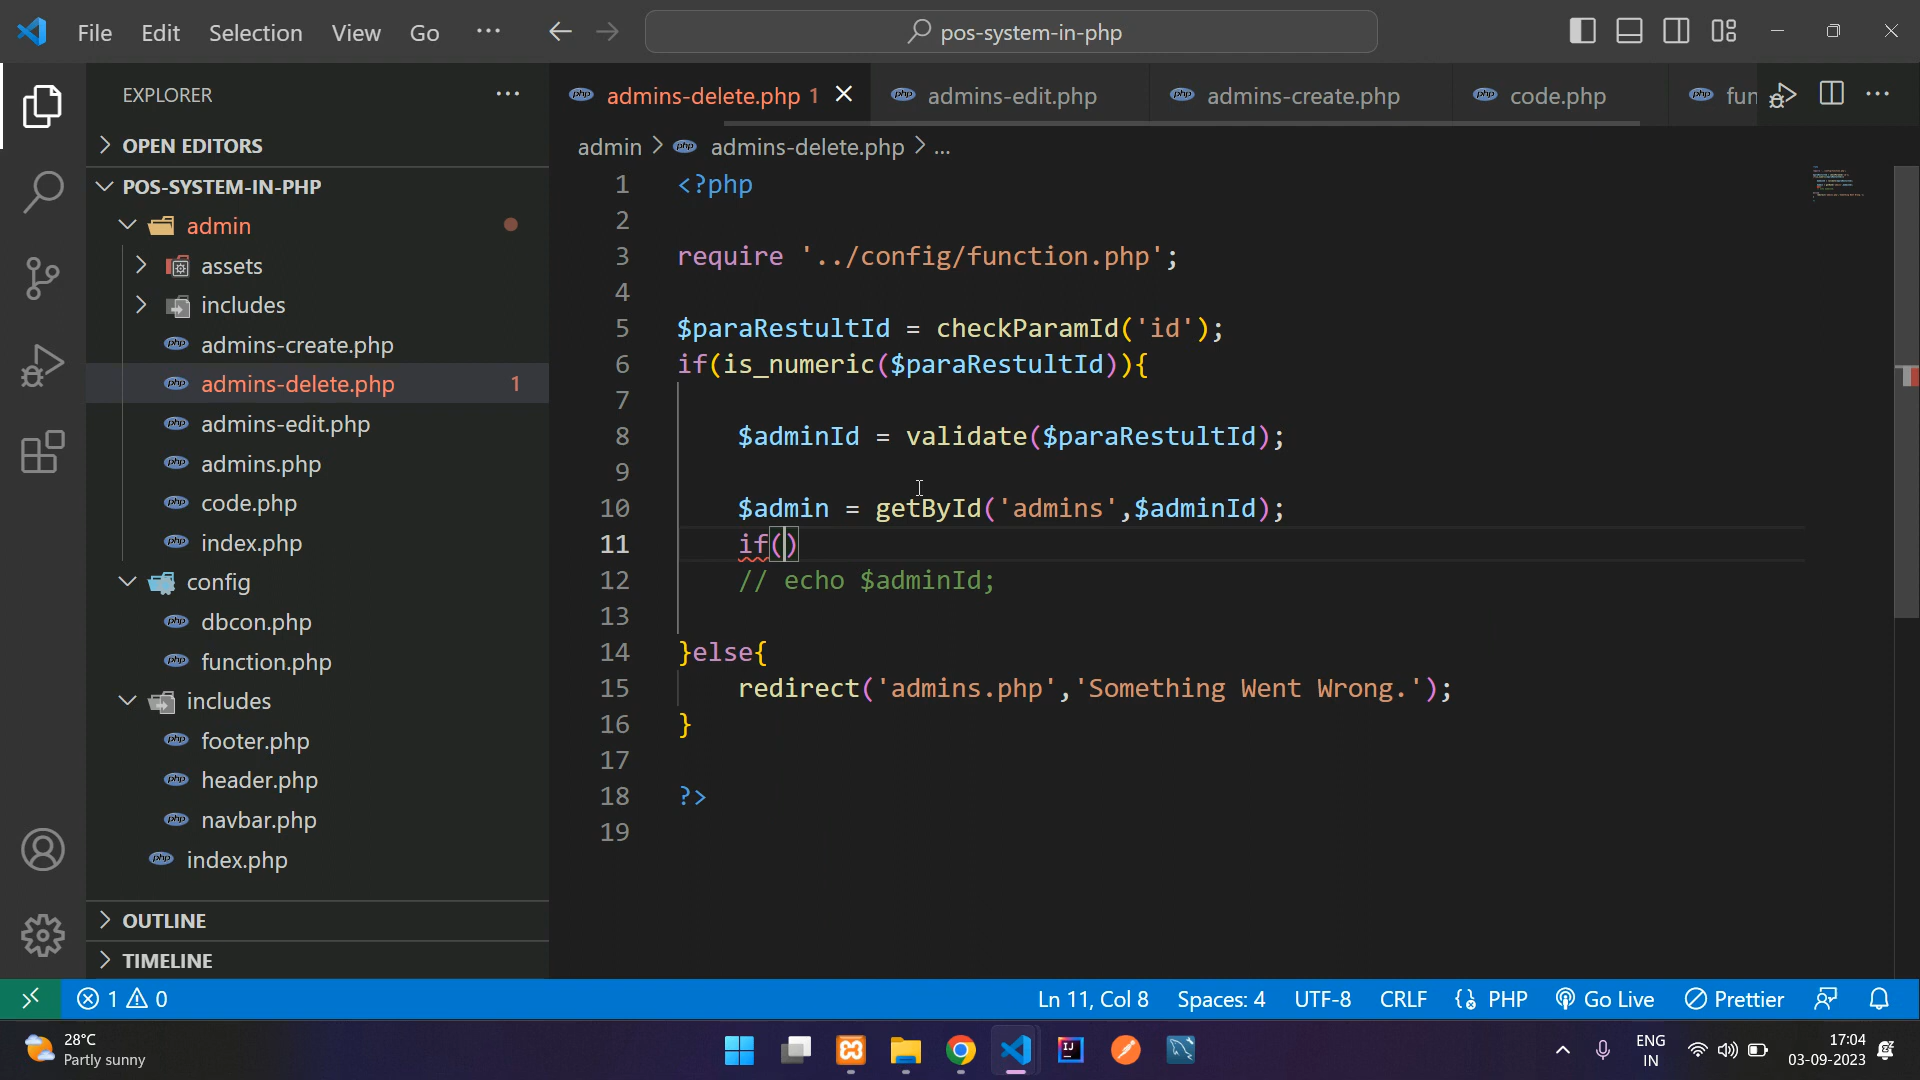 File Edit Selection View Go ··· pos-system-in-php
EXPLORER ···
OPEN EDITORS
POS-SYSTEM-IN-PHP
admin
assets
includes
admins-create.php
admins-delete.php 1
admins-edit.php
admins.php
code.php
index.php
config
dbcon.php
function.php
includes
footer.php
header.php
navbar.php
index.php
OUTLINE
TIMELINE
php admins-delete.php 1 php admins-edit.php php admins-create.php php code.php php fun
admin > php admins-delete.php > ...
1 <?php
2
3 require '../config/function.php';
4
5 $paraRestultId = checkParamId('id');
6 if(is_numeric($paraRestultId)){
7
8 $adminId = validate($paraRestultId);
9
10 $admin = getById('admins',$adminId);
11 if()
12 // echo $adminId;
13
14 }else{
15 redirect('admins.php','Something Went Wrong.');
16 }
17
18 ?>
19
1 0 Ln 11, Col 8 Spaces: 4 UTF-8 CRLF PHP Go Live Prettier
28°C
Partly sunny
ENG
IN
17:04
03-09-2023